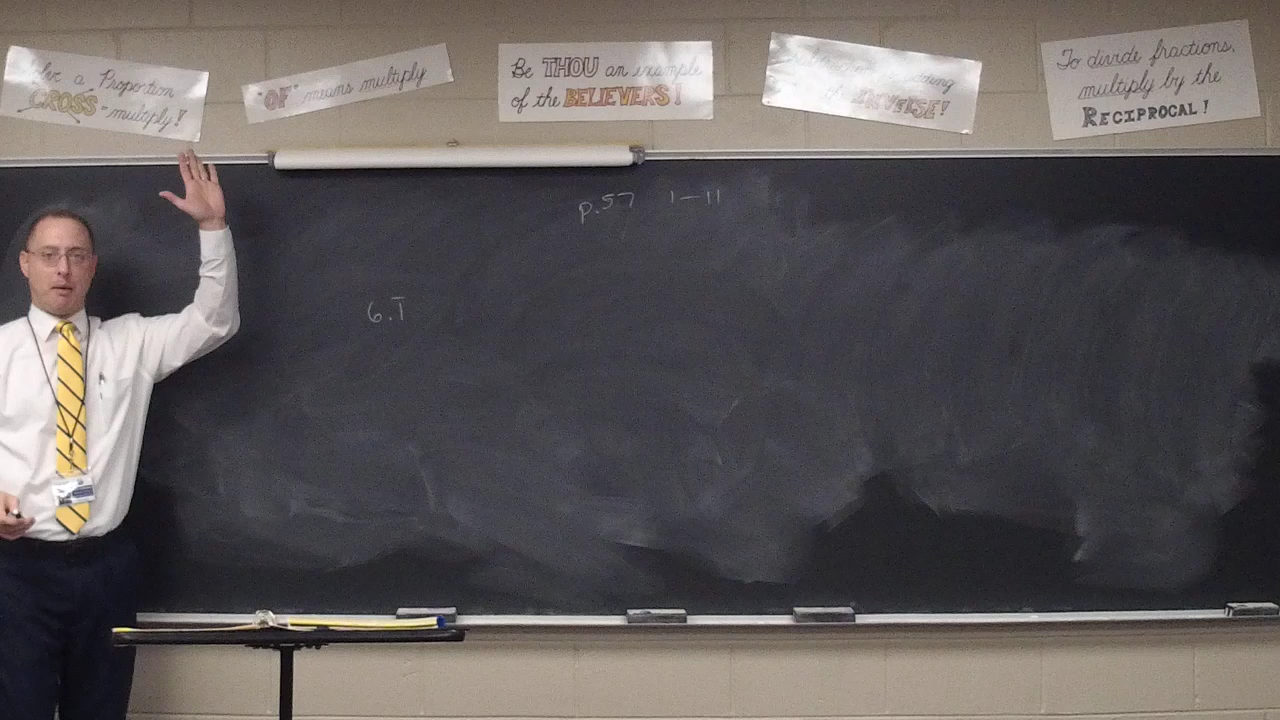 a Proportion
"CROSS" multiply!
"OF" means multiply
Be THOU an example
of the BELIEVERS!
the INVERSE!
To divide fractions,
multiply by the
RECIPROCAL!
p.57 1-11
6.T